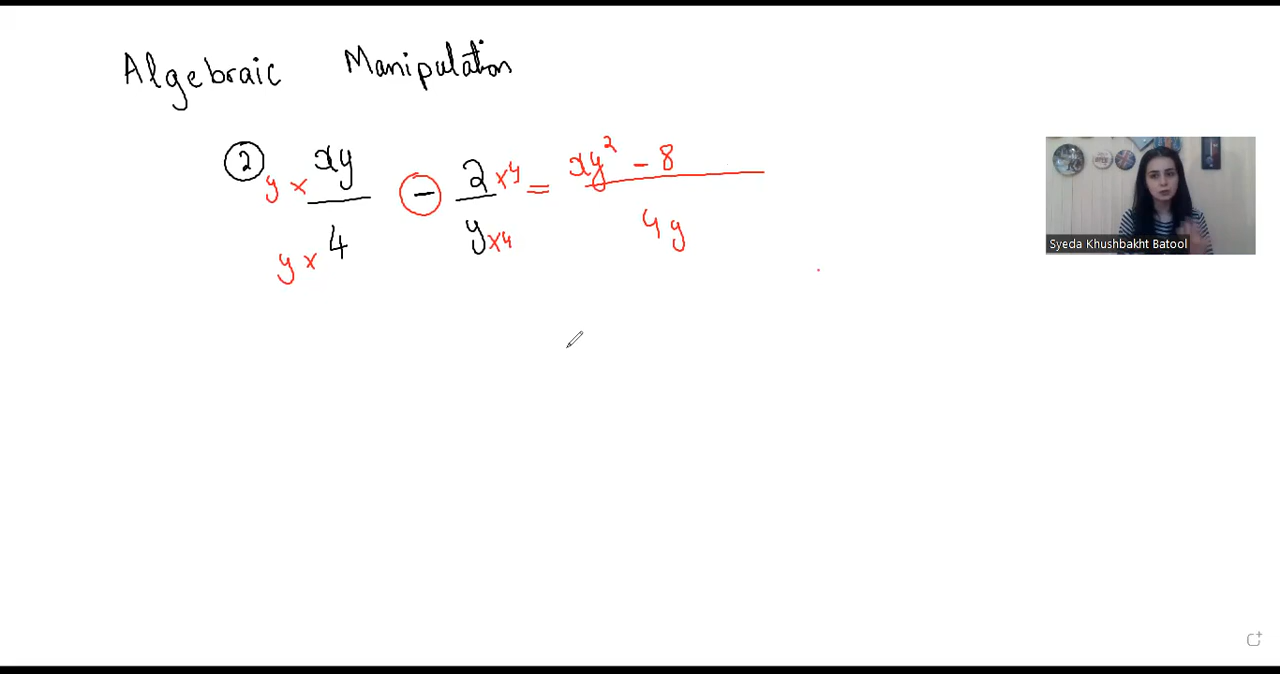 Algebraic Manipulation
② y × xy/4 y × − 2/y ×4 ×4 = xy² − 8 / 4y
Syeda Khushbakht Batool